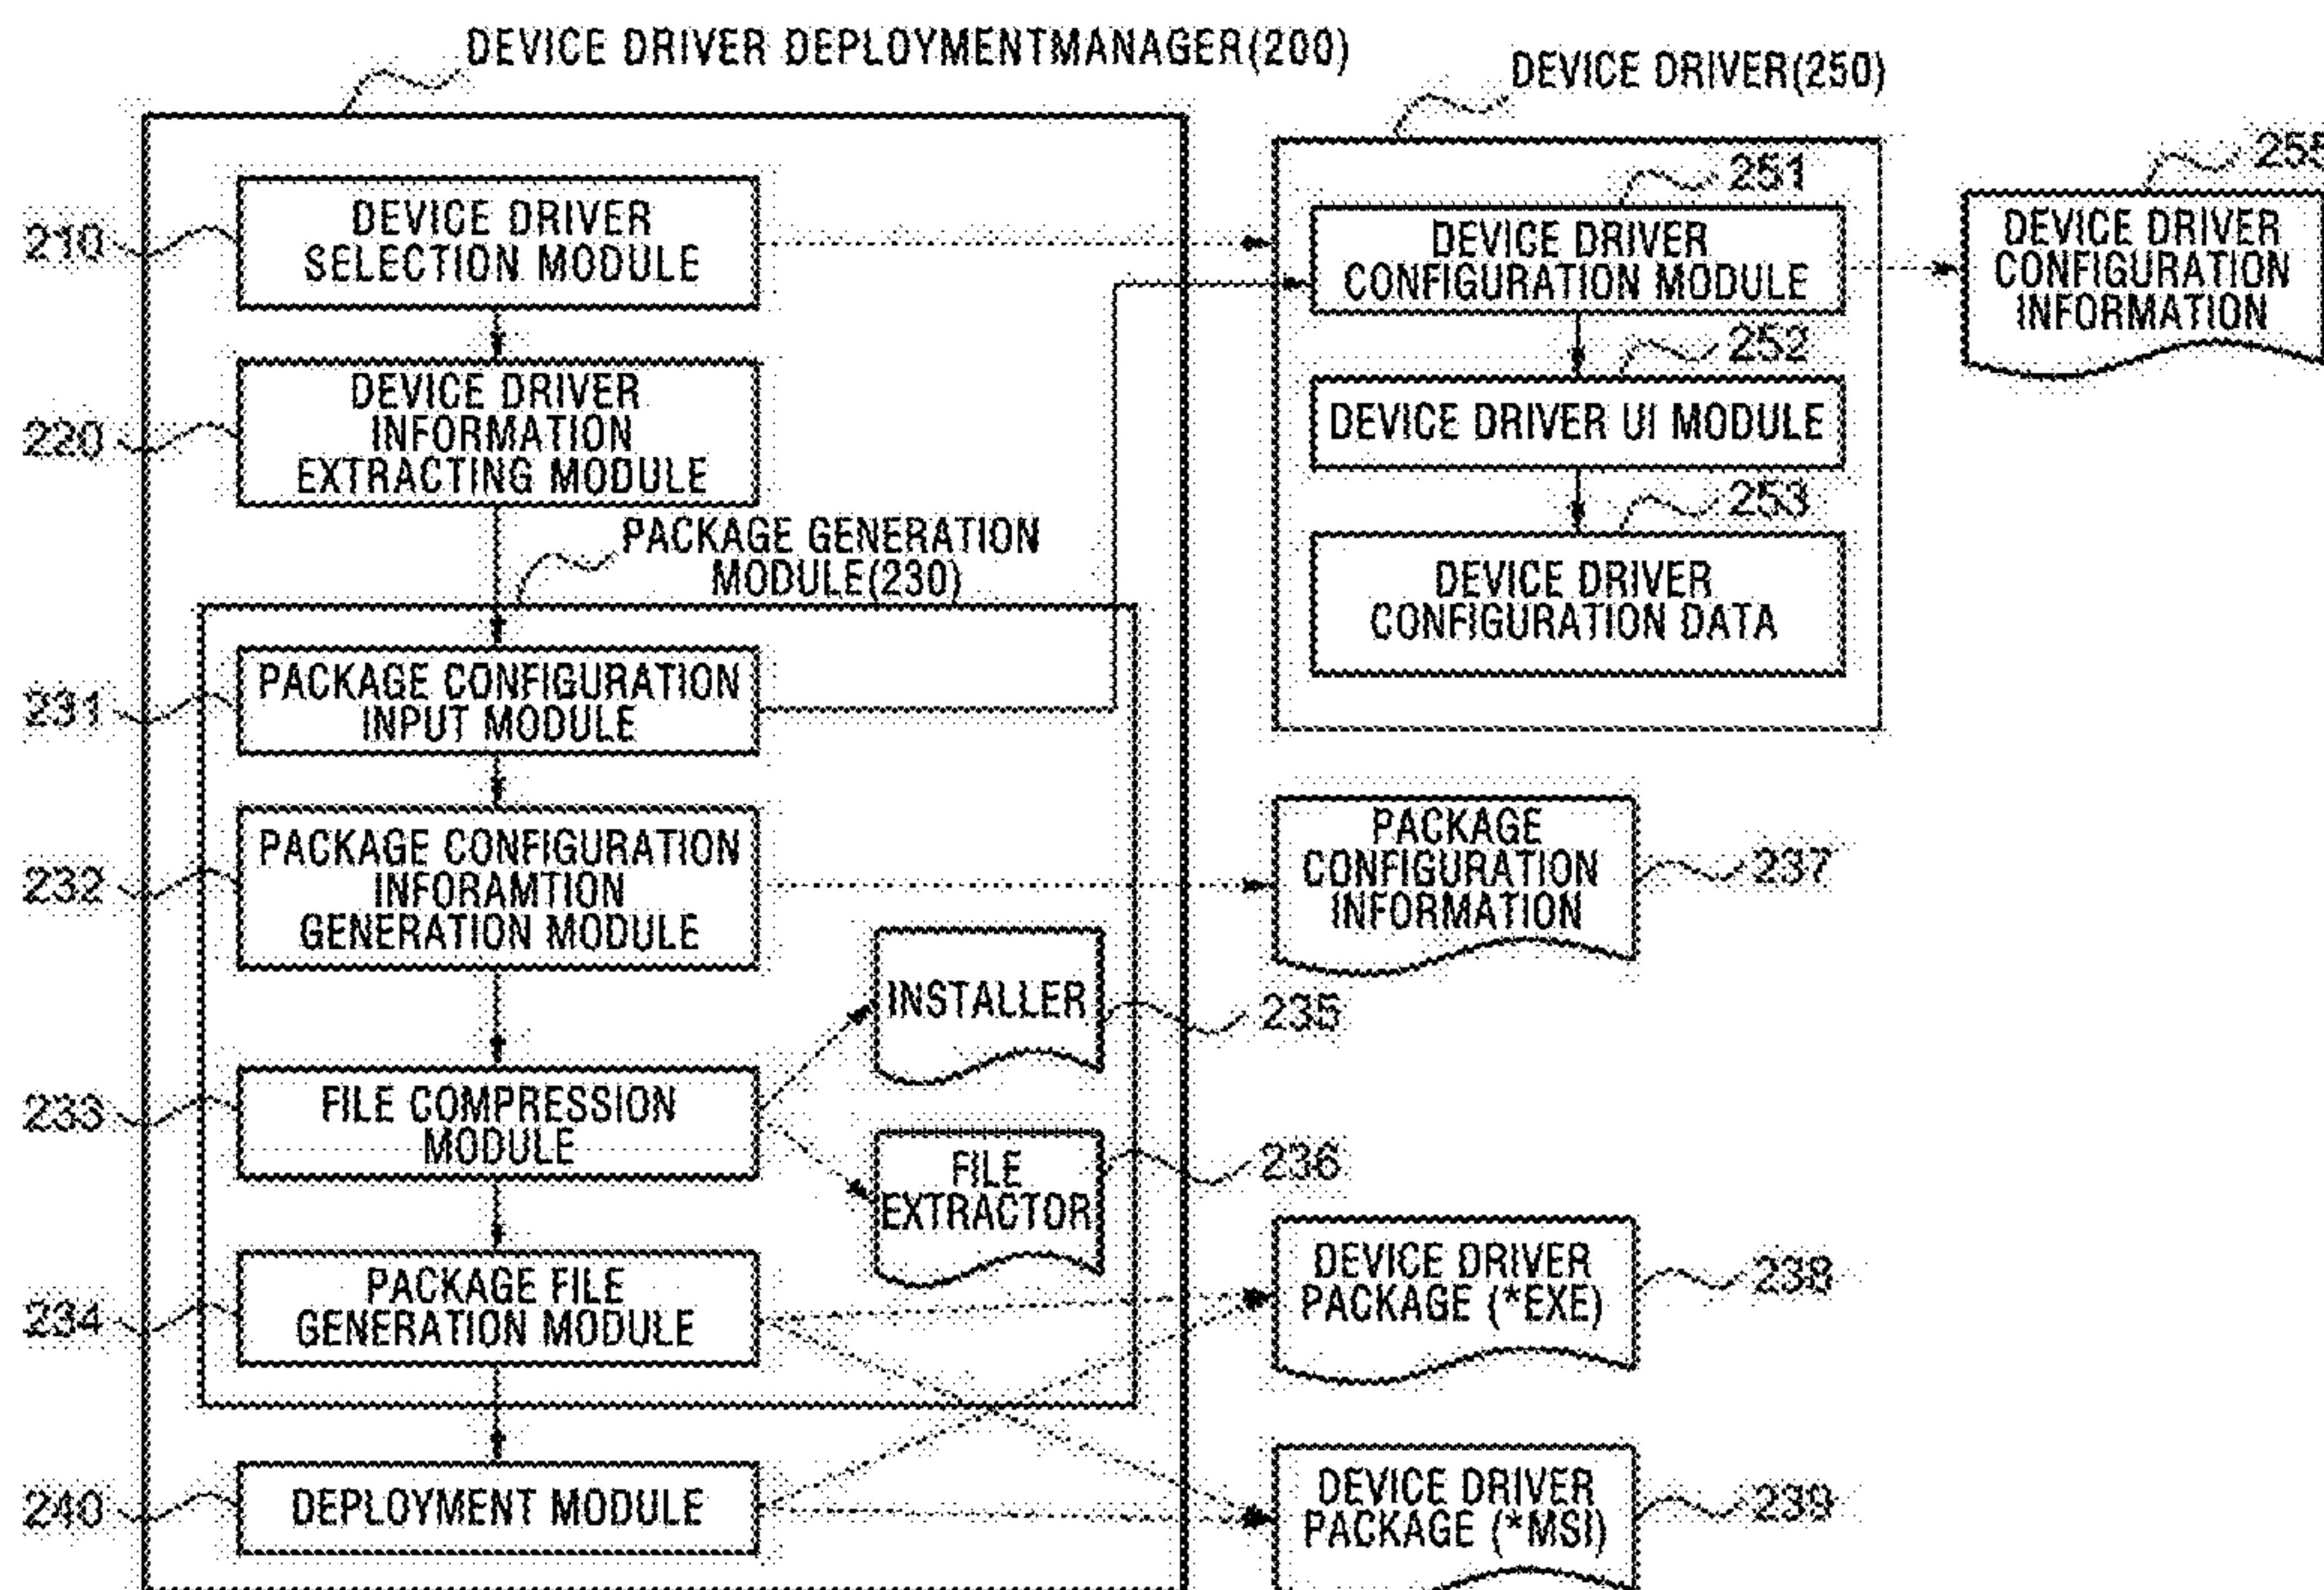 DEVICE DRIVER DEPLOYMENTMANAGER(200)
210
DEVICE DRIVER
SELECTION MODULE
220
DEVICE DRIVER
INFORMATION
EXTRACTING MODULE
PACKAGE GENERATION
MODULE(230)
231
PACKAGE CONFIGURATION
INPUT MODULE
232
PACKAGE CONFIGURATION
INFORAMTION
GENERATION MODULE
233
FILE COMPRESSION
MODULE
INSTALLER
235
FILE
EXTRACTOR
236
234
PACKAGE FILE
GENERATION MODULE
240
DEPLOYMENT MODULE
DEVICE DRIVER(250)
251
DEVICE DRIVER
CONFIGURATION MODULE
252
DEVICE DRIVER UI MODULE
253
DEVICE DRIVER
CONFIGURATION DATA
255
DEVICE DRIVER
CONFIGURATION
INFORMATION
PACKAGE
CONFIGURATION
INFORMATION
237
DEVICE DRIVER
PACKAGE (*EXE)
238
DEVICE DRIVER
PACKAGE (*MSI)
239